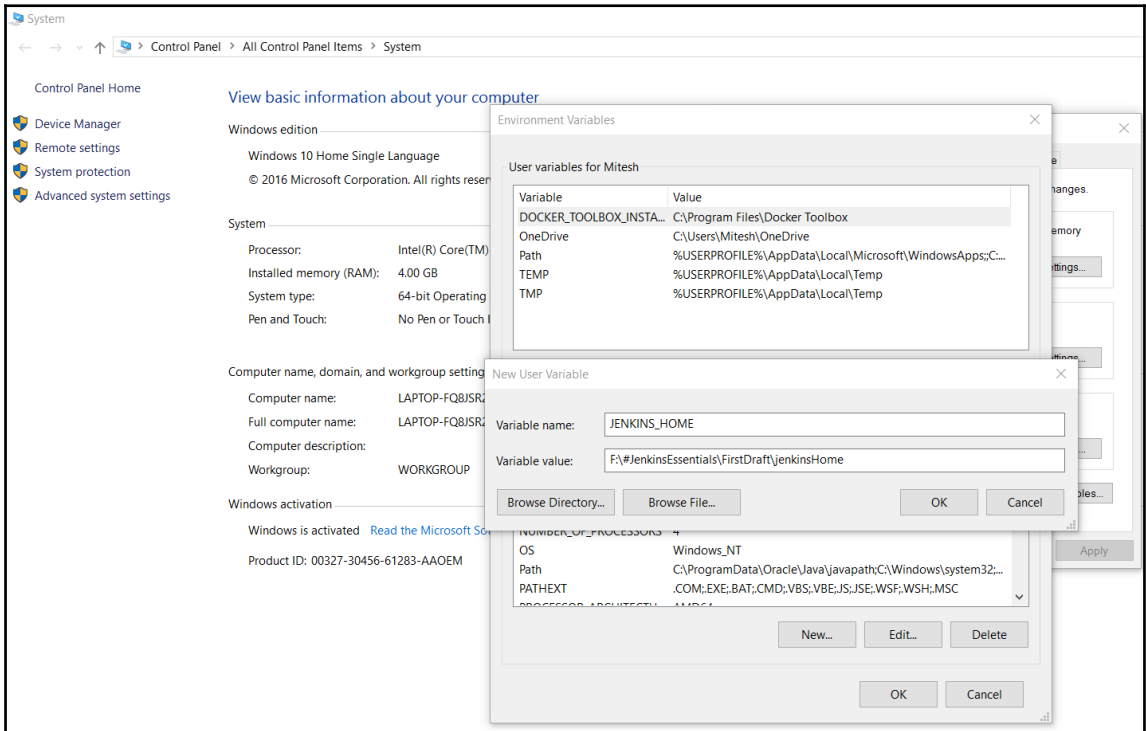 System
Control Panel > All Control Panel Items > System
Control Panel Home
Device Manager
Remote settings
System protection
Advanced system settings
View basic information about your computer
Windows edition
Windows 10 Home Single Language
© 2016 Microsoft Corporation. All rights reser
System
Processor: Intel(R) Core(TM)
Installed memory (RAM): 4.00 GB
System type: 64-bit Operating
Pen and Touch: No Pen or Touch
Computer name, domain, and workgroup setting
Computer name: LAPTOP-FQ8JSR
Full computer name: LAPTOP-FQ8JSR
Computer description:
Workgroup: WORKGROUP
Windows activation
Windows is activated Read the Microsoft So
Product ID: 00327-30456-61283-AAOEM
Environment Variables
User variables for Mitesh
Variable Value
DOCKER_TOOLBOX_INSTA... C:\Program Files\Docker Toolbox
OneDrive C:\Users\Mitesh\OneDrive
Path %USERPROFILE%\AppData\Local\Microsoft\WindowsApps;;C:...
TEMP %USERPROFILE%\AppData\Local\Temp
TMP %USERPROFILE%\AppData\Local\Temp
New User Variable
Variable name: JENKINS_HOME
Variable value: F:\#JenkinsEssentials\FirstDraft\jenkinsHome
Browse Directory... Browse File... OK Cancel
NUMBER_OF_PROCESSORS 4
OS Windows_NT
Path C:\ProgramData\Oracle\Java\javapath;C:\Windows\system32;...
PATHEXT .COM;.EXE;.BAT;.CMD;.VBS;.VBE;.JS;.JSE;.WSF;.WSH;.MSC
PROCESSOR_ARCHITECTU AMD64
New... Edit... Delete
OK Cancel
e
hanges.
emory
ettings...
ettings...
...
bles...
Apply